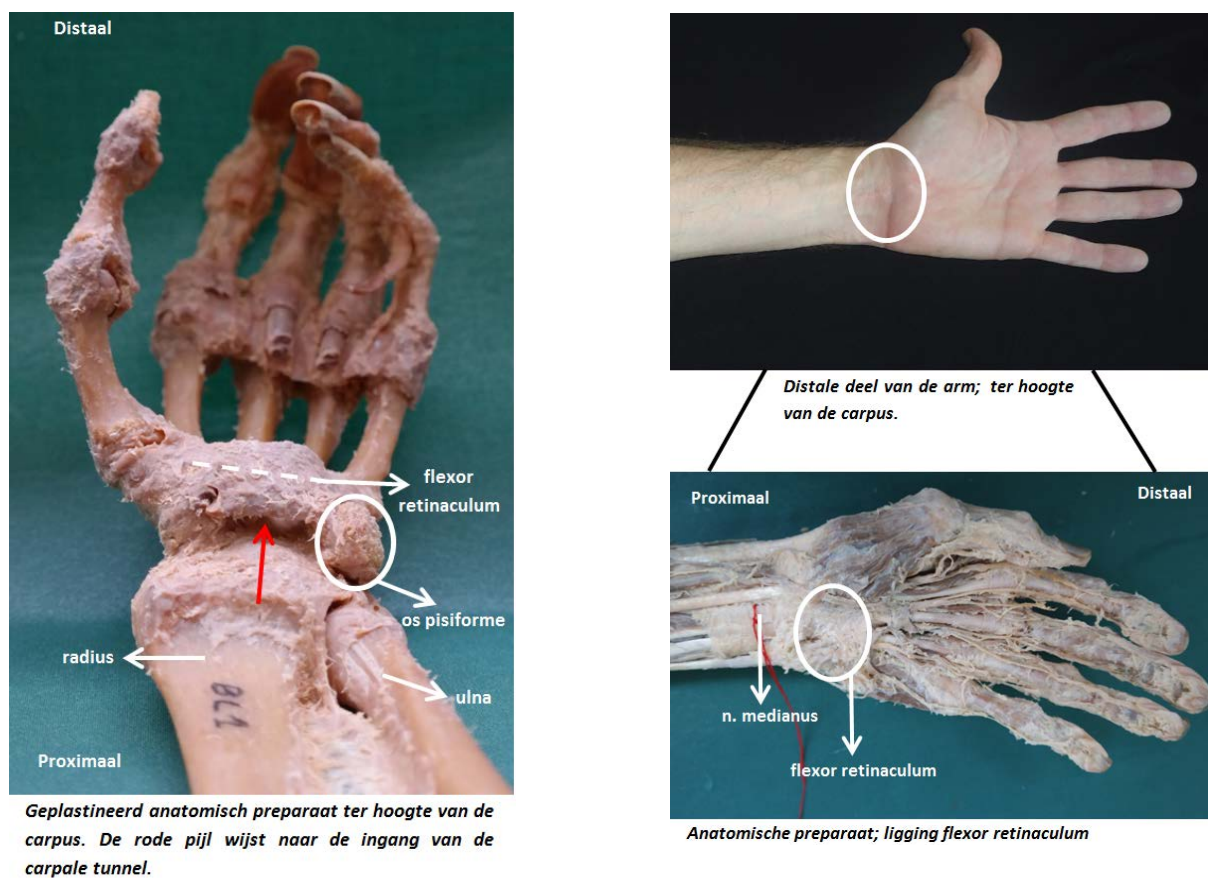 Distaal
flexor
retinaculum
os pisiforme
radius
ulna
BL1
Proximaal
Geplastineerd anatomisch preparaat ter hoogte van de
carpus. De rode pijl wijst naar de ingang van de
carpale tunnel.
Distale deel van de arm; ter hoogte
van de carpus.
Proximaal
Distaal
n. medianus
flexor retinaculum
Anatomische preparaat; ligging flexor retinaculum